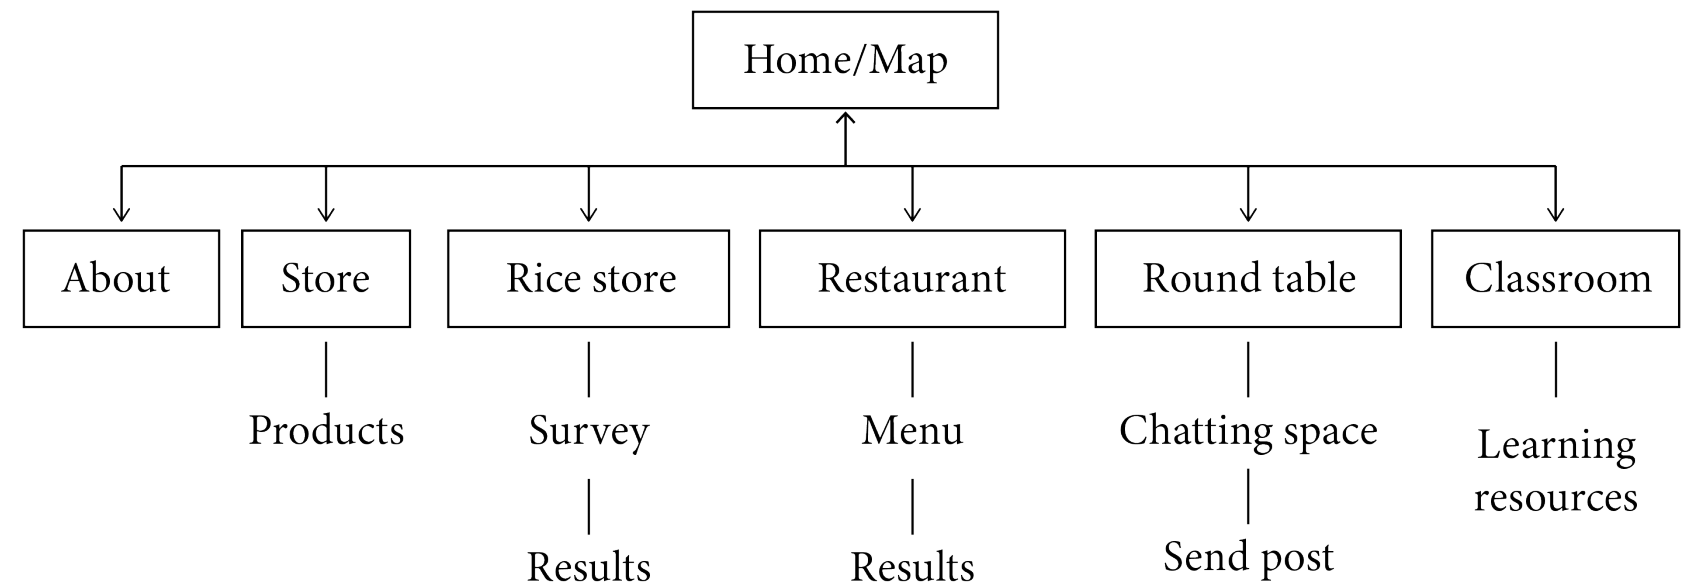 Home/Map
About
Store
Rice store
Restaurant
Round table
Classroom
Products
Survey
Menu
Chatting space
Learning
resources
Results
Results
Send post